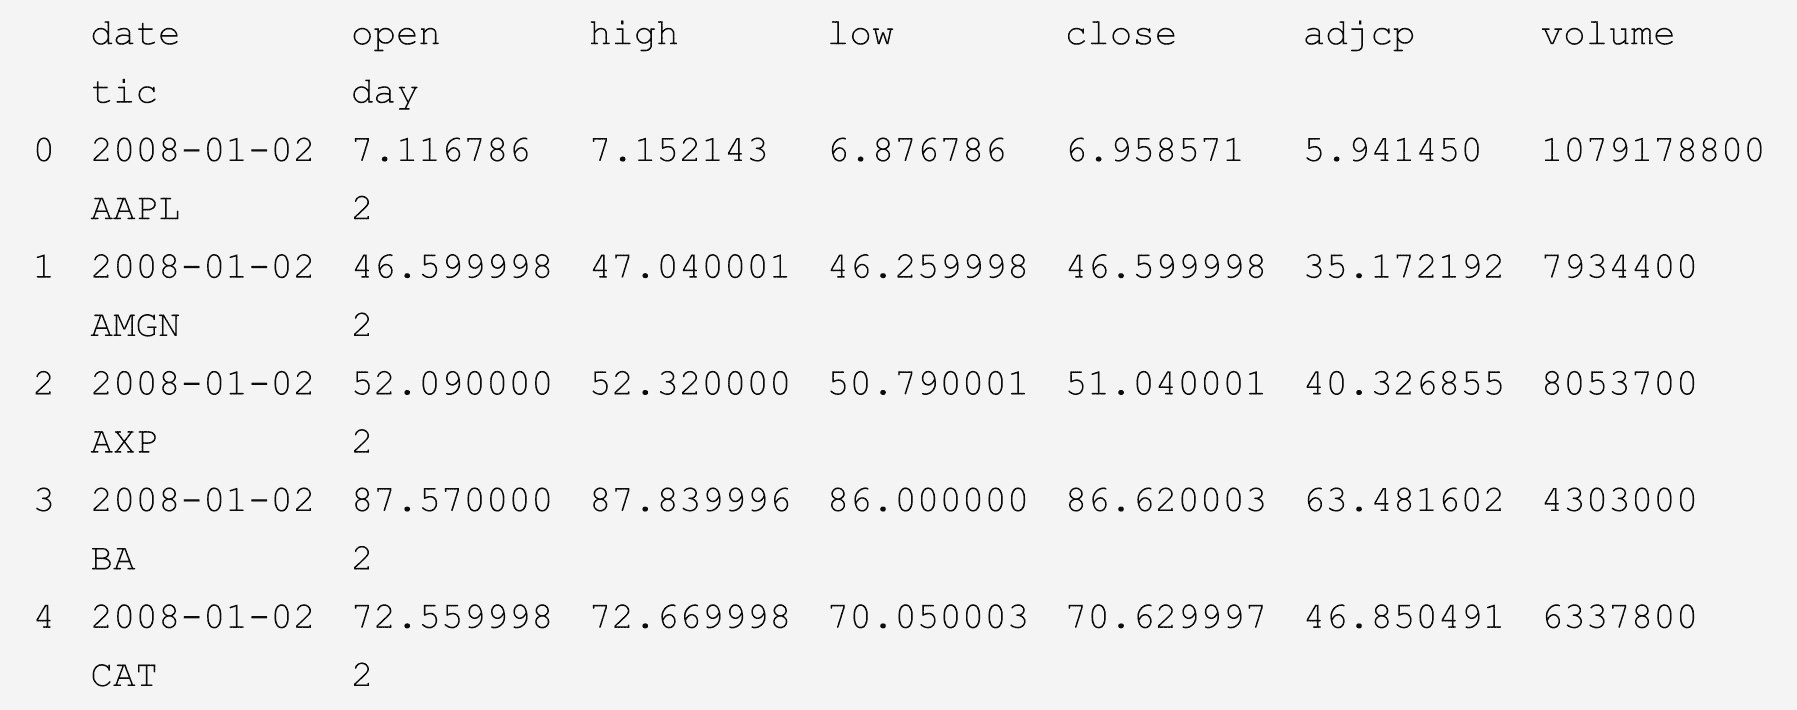 date open high low close adjcp volume
tic day
0 2008-01-02 7.116786 7.152143 6.876786 6.958571 5.941450 1079178800
AAPL 2
1 2008-01-02 46.599998 47.040001 46.259998 46.599998 35.172192 7934400
AMGN 2
2 2008-01-02 52.090000 52.320000 50.790001 51.040001 40.326855 8053700
AXP 2
3 2008-01-02 87.570000 87.839996 86.000000 86.620003 63.481602 4303000
BA 2
4 2008-01-02 72.559998 72.669998 70.050003 70.629997 46.850491 6337800
CAT 2